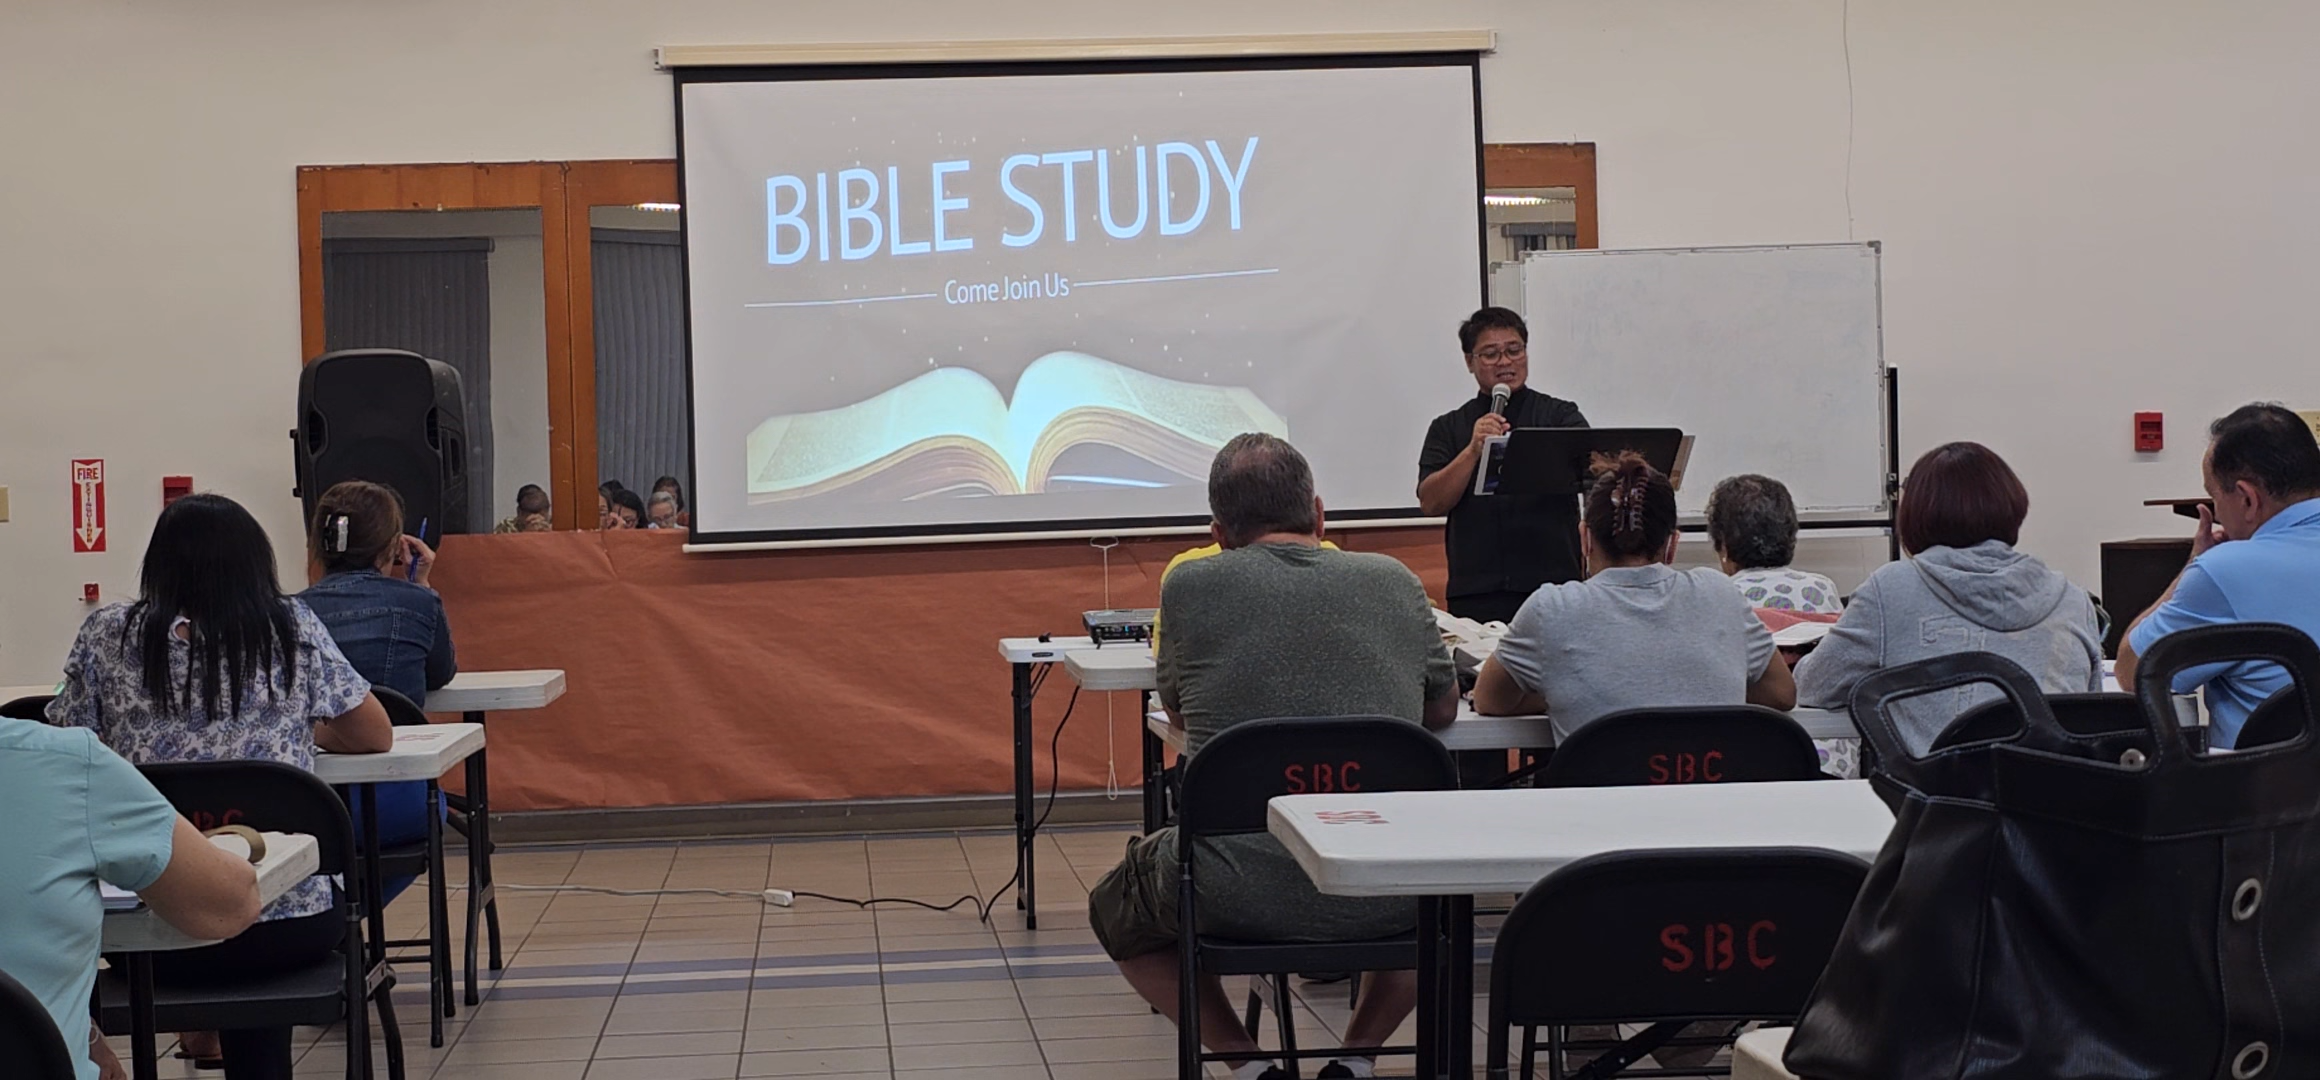 BIBLE STUDY
Come Join Us
FIRE
EXTINGUISHER
SBC
SBC
SBC
SBC